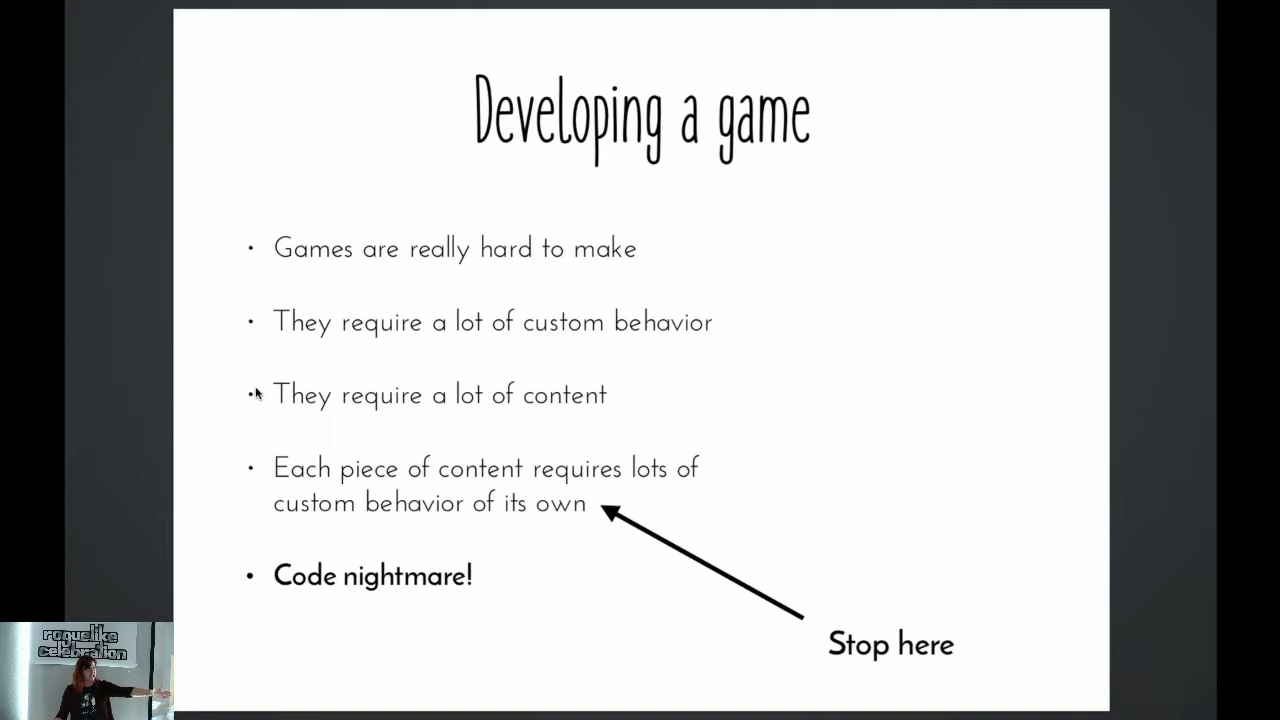 Developing a game
• Games are really hard to make
• They require a lot of custom behavior
• They require a lot of content
• Each piece of content requires lots of
custom behavior of its own
• Code nightmare!
Stop here
roguelike
celebration